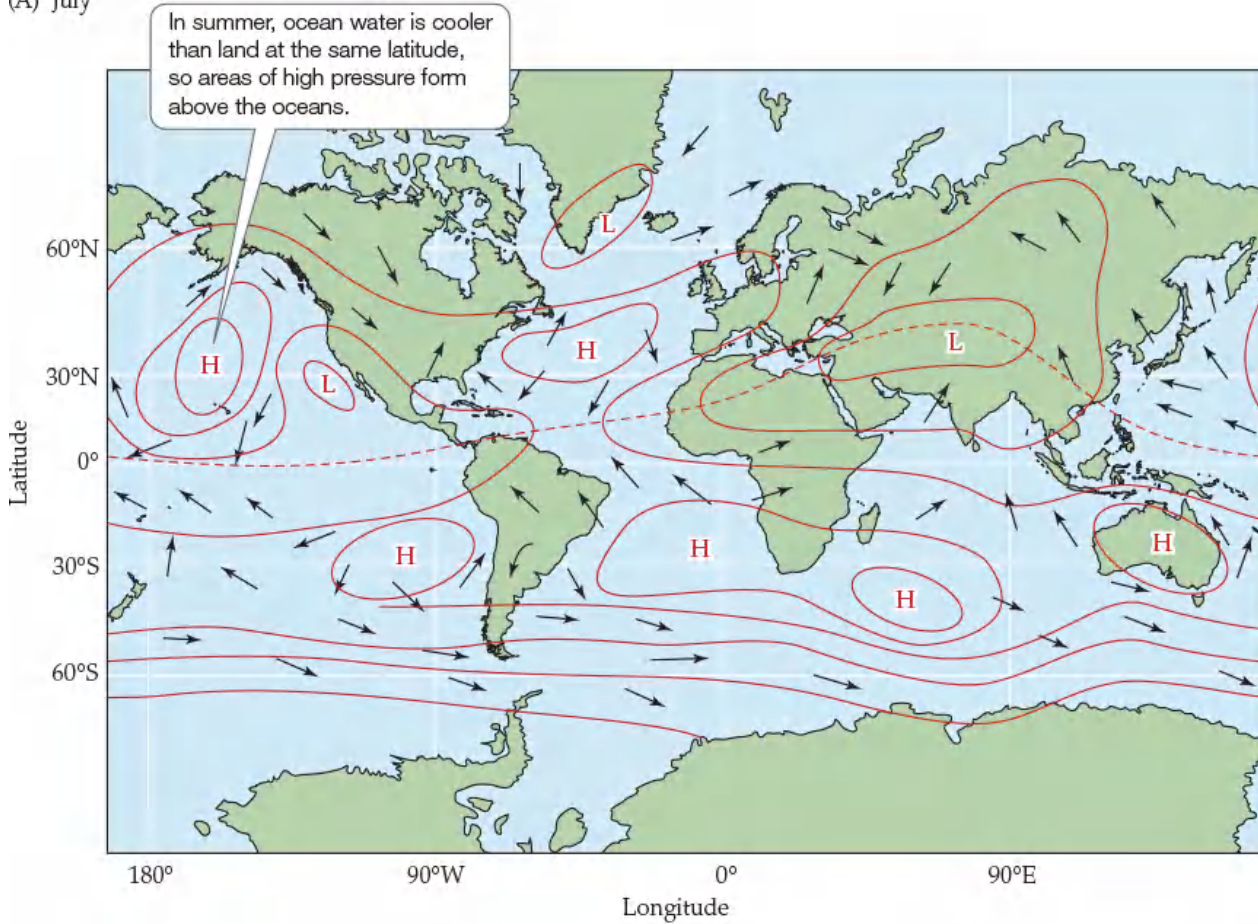 (A) July
In summer, ocean water is cooler
than land at the same latitude,
so areas of high pressure form
above the oceans.
L
60°N
H
H
L
L
30°N
Latitude
0°
H
H
H
30°S
H
60°S
180°
90°W
0°
90°E
Longitude